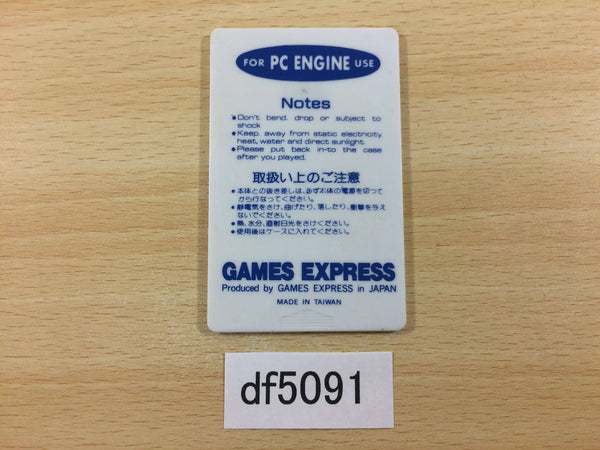 FOR PC ENGINE USE
Notes
●Don't bend. drop or subject to
shock
●Keep. away from static electricity
heat, water and direct sunlight.
●Please put back in-to the case
after you played.
取扱い上のご注意
●本体との抜き差しは、必ず本体の電源を切って
から行なってください。
●静電気をさけ、曲げたり、落したり、衝撃を与え
ないでください。
●熱、水分、直射日光をさけください。
●使用後はケースに入れてください。
GAMES EXPRESS
Produced by GAMES EXPRESS in JAPAN
MADE IN TAIWAN
df5091